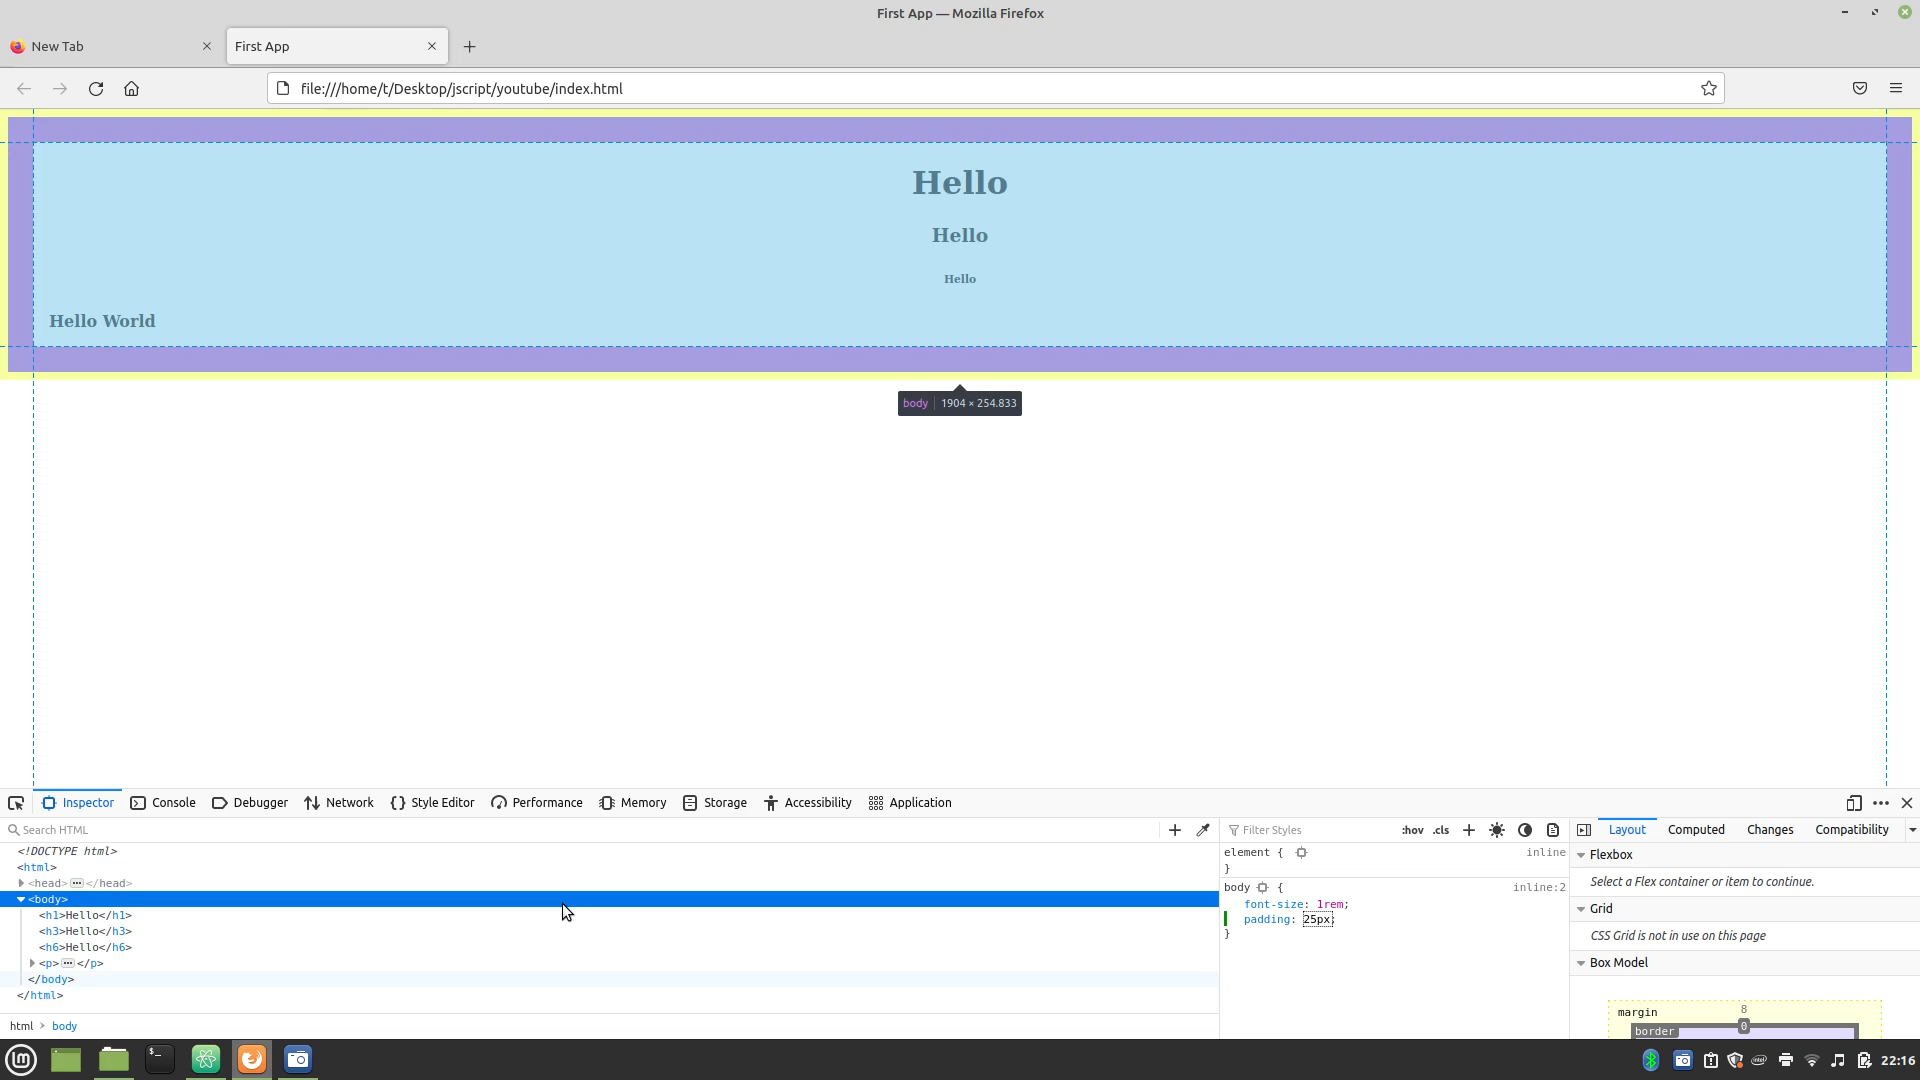 First App — Mozilla Firefox
New Tab
First App
file:///home/t/Desktop/jscript/youtube/index.html
Hello
Hello
Hello
Hello World
body 1904 × 254.833
Inspector Console Debugger Network Style Editor Performance Memory Storage Accessibility Application
Search HTML
<!DOCTYPE html>
<html>
<head> ••• </head>
<body>
<h1>Hello</h1>
<h3>Hello</h3>
<h6>Hello</h6>
<p> ••• </p>
</body>
</html>
html > body
Filter Styles :hov .cls
element { inline
}
body { inline:2
font-size: 1rem;
padding: 25px;
}
Layout Computed Changes Compatibility
Flexbox
Select a Flex container or item to continue.
Grid
CSS Grid is not in use on this page
Box Model
margin 8
border 0
lm
$_
intel
22:16